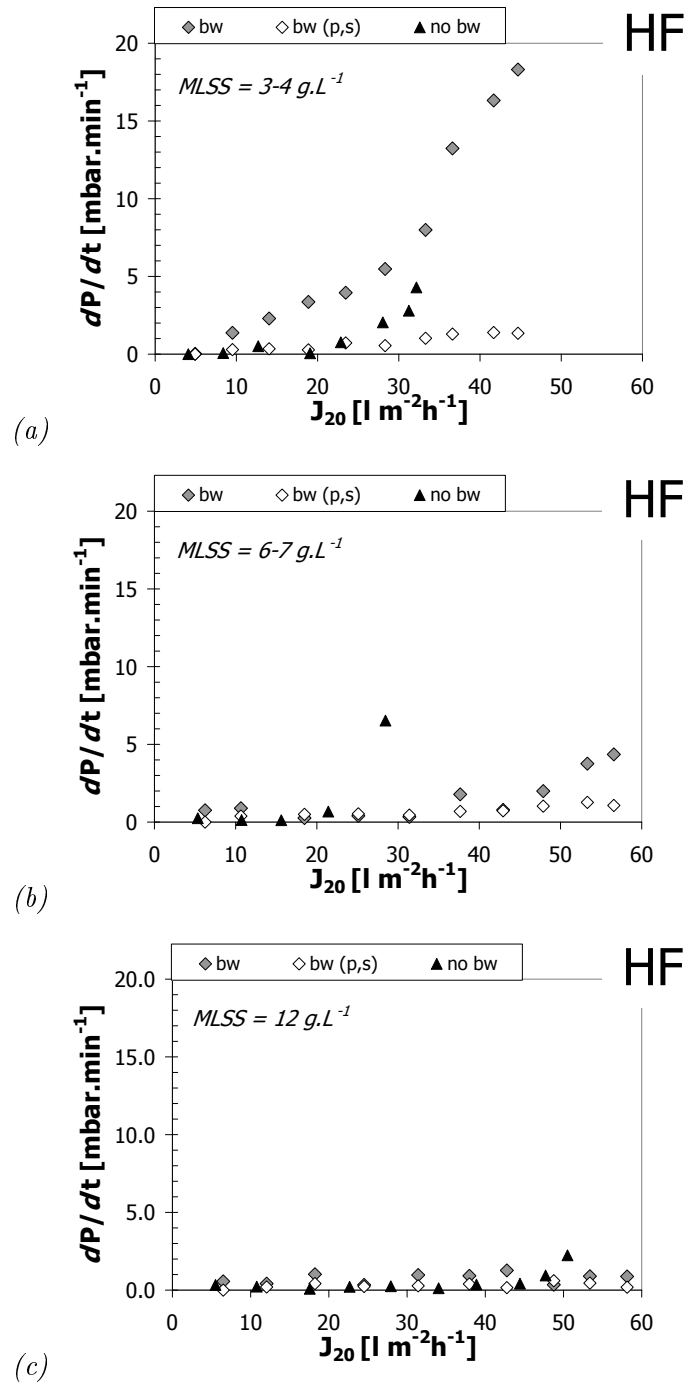 ◆ bw ◇ bw (p,s) ▲ no bw
HF
MLSS = 3-4 g.L⁻¹
dP/dt [mbar.min⁻¹]
20
15
10
5
0
0 10 20 30 40 50 60
J₂₀ [l m⁻²h⁻¹]
(a)
◆ bw ◇ bw (p,s) ▲ no bw
HF
MLSS = 6-7 g.L⁻¹
dP/dt [mbar.min⁻¹]
20
15
10
5
0
0 10 20 30 40 50 60
J₂₀ [l m⁻²h⁻¹]
(b)
◆ bw ◇ bw (p,s) ▲ no bw
HF
MLSS = 12 g.L⁻¹
dP/dt [mbar.min⁻¹]
20.0
15.0
10.0
5.0
0.0
0 10 20 30 40 50 60
J₂₀ [l m⁻²h⁻¹]
(c)